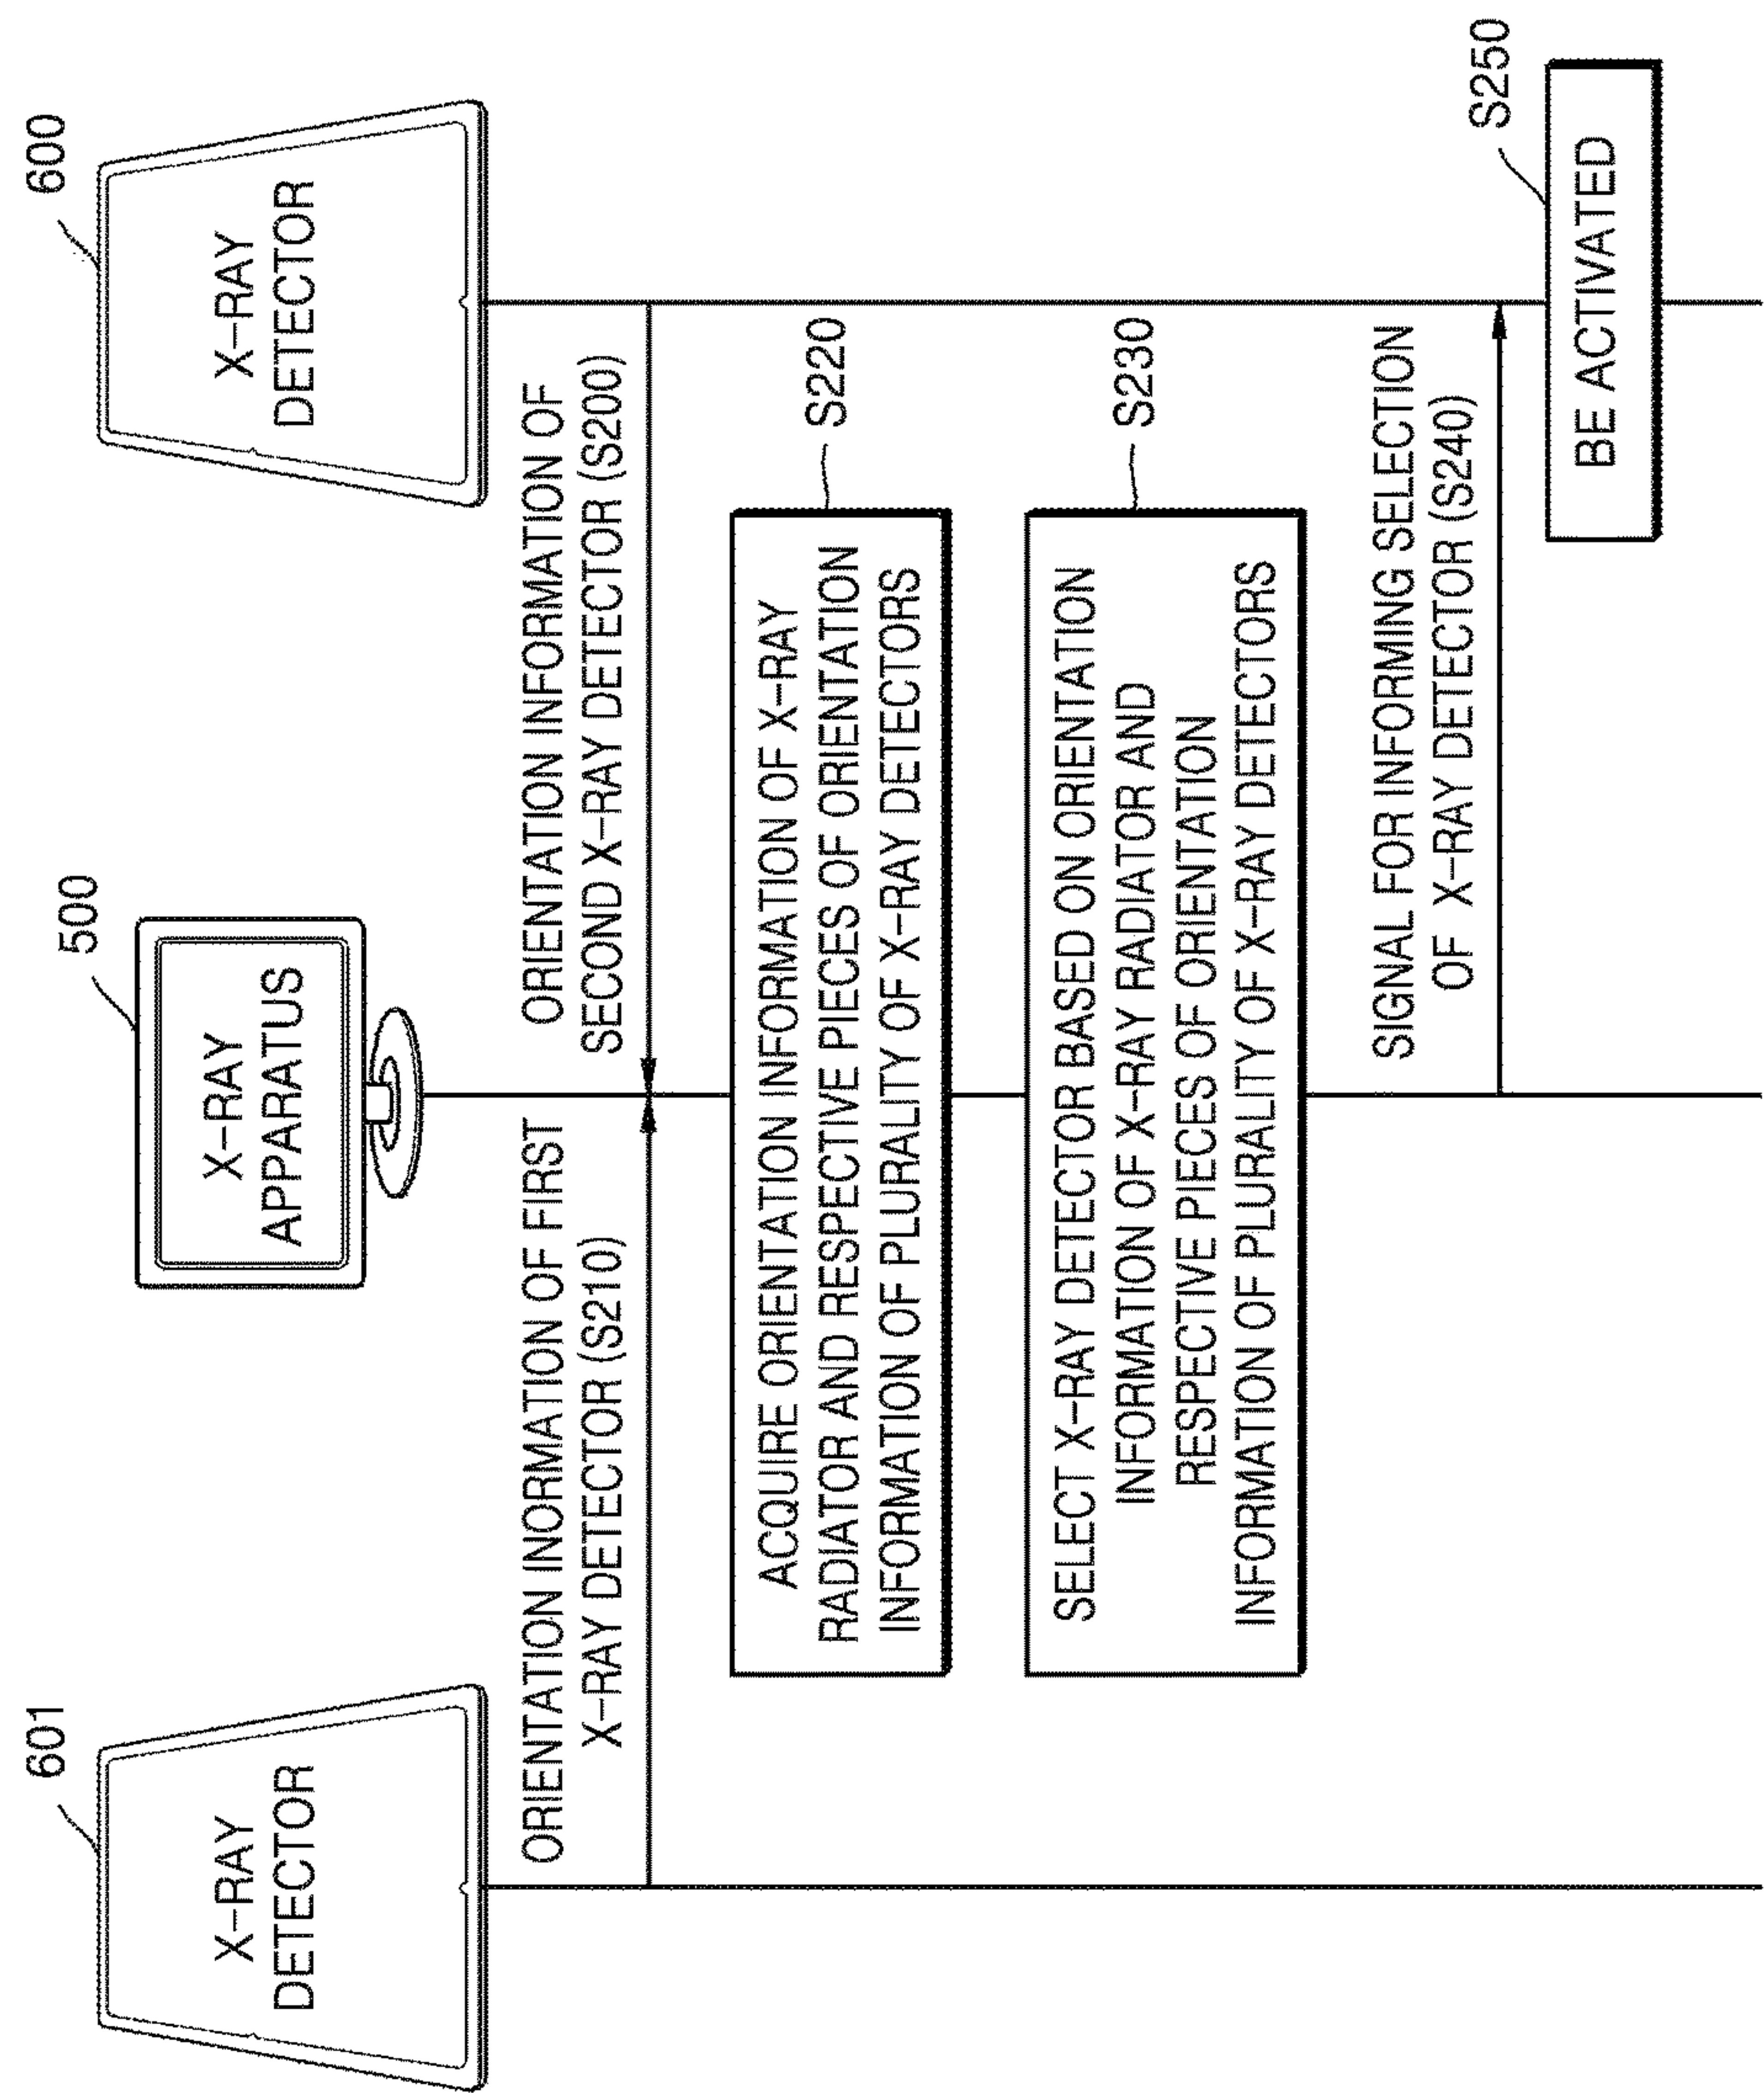 601
X-RAY
DETECTOR
500
X-RAY
APPARATUS
600
X-RAY
DETECTOR
ORIENTATION INORMATION OF FIRST
X-RAY DETECTOR (S210)
ORIENTATION INFORMATION OF
SECOND X-RAY DETECTOR (S200)
S220
ACQUIRE ORIENTATION INFORMATION OF X-RAY
RADIATOR AND RESPECTIVE PIECES OF ORIENTATION
INFORMATION OF PLURALITY OF X-RAY DETECTORS
S230
SELECT X-RAY DETECTOR BASED ON ORIENTATION
INFORMATION OF X-RAY RADIATOR AND
RESPECTIVE PIECES OF ORIENTATION
INFORMATION OF PLURALITY OF X-RAY DETECTORS
SIGNAL FOR INFORMING SELECTION
OF X-RAY DETECTOR (S240)
S250
BE ACTIVATED